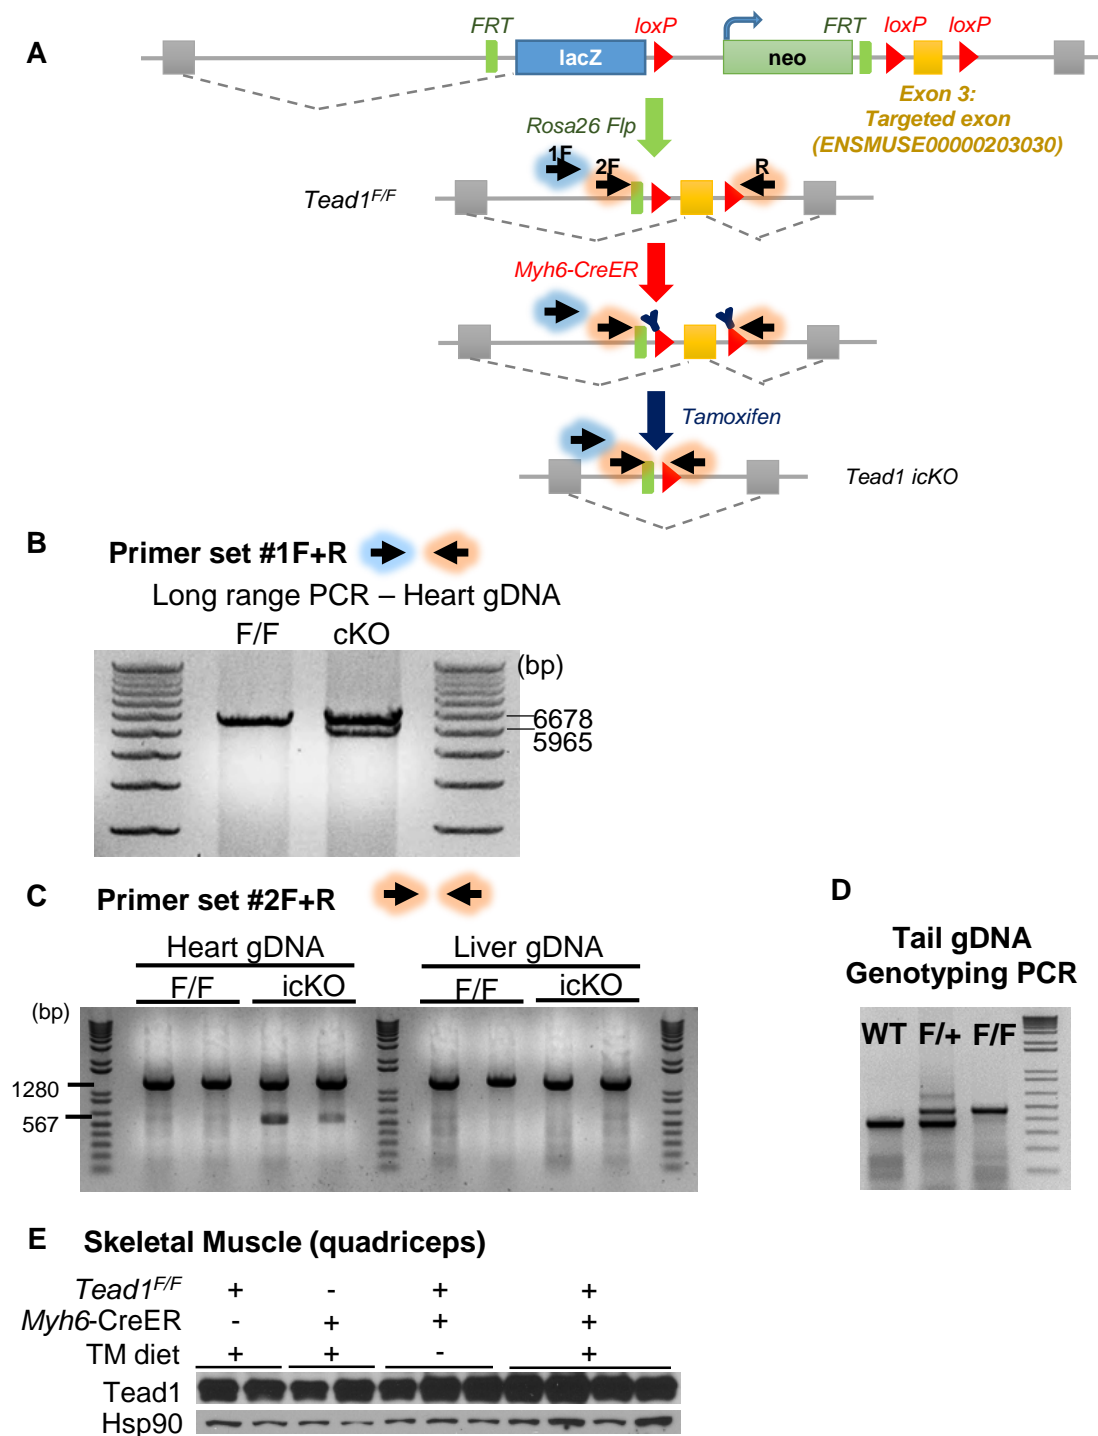 A
FRT
loxP
FRT
loxP
loxP
lacZ
neo
Exon 3:
Targeted exon
(ENSMUSE00000203030)
Rosa26 Flp
1F
2F
R
Tead1F/F
Myh6-CreER
Tamoxifen
Tead1 icKO
B
Primer set #1F+R
Long range PCR – Heart gDNA
F/F
cKO
(bp)
6678
5965
C
Primer set #2F+R
Heart gDNA
Liver gDNA
F/F
icKO
F/F
icKO
(bp)
1280
567
D
Tail gDNA
Genotyping PCR
WT
F/+
F/F
E
Skeletal Muscle (quadriceps)
Tead1F/F + - + +
Myh6-CreER - + + +
TM diet + + - +
Tead1
Hsp90